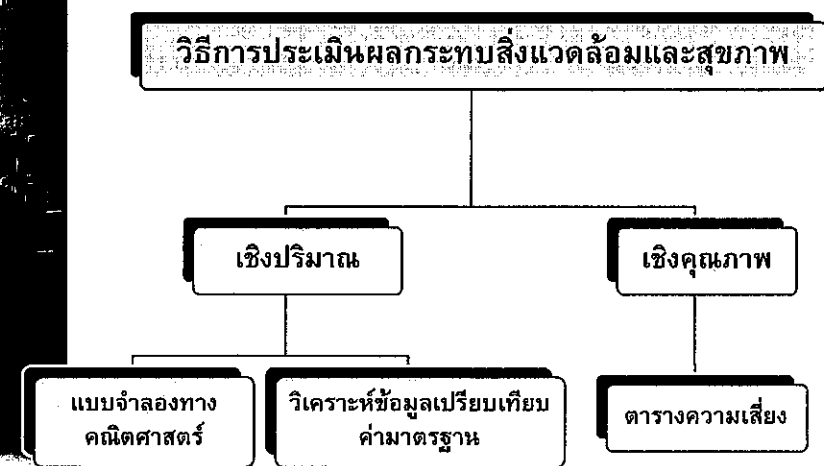 วิธีการประเมินผลกระทบสิ่งแวดล้อมและสุขภาพ
เชิงปริมาณ
เชิงคุณภาพ
แบบจำลองทาง
คณิตศาสตร์
วิเคราะห์ข้อมูลเปรียบเทียบ
ค่ามาตรฐาน
ตารางความเสี่ยง